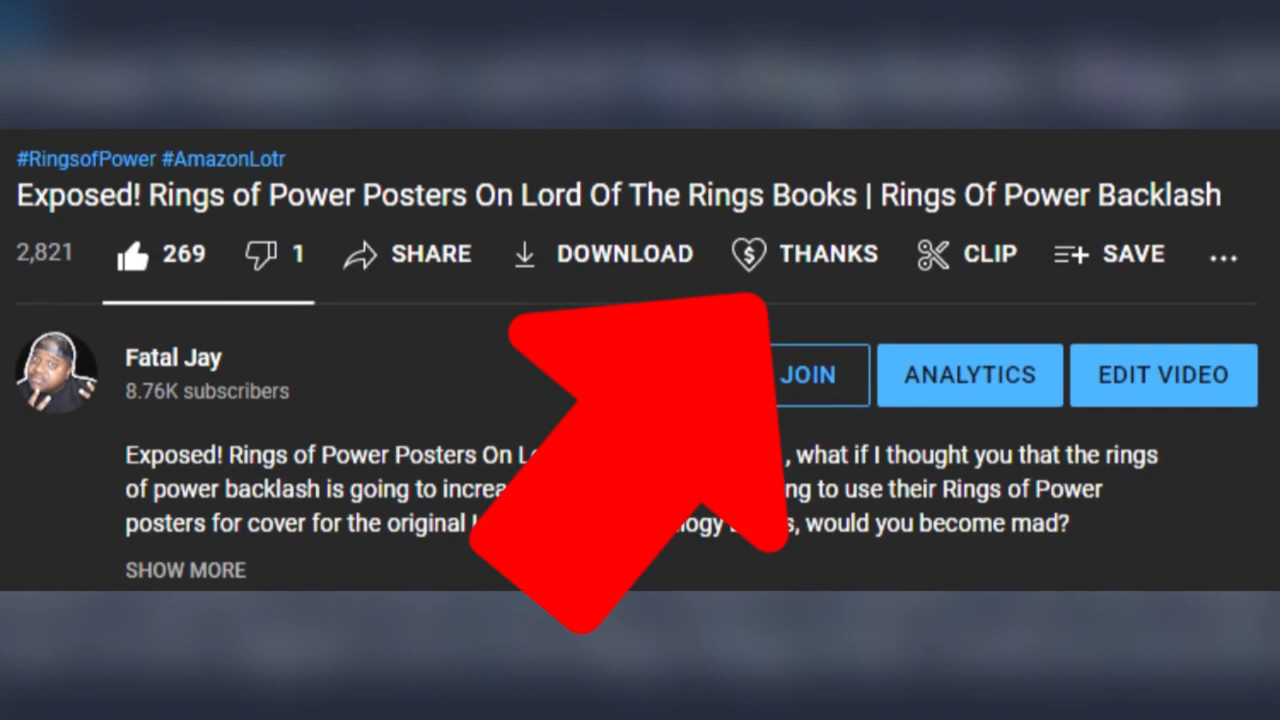 #RingsofPower #AmazonLotr
Exposed! Rings of Power Posters On Lord Of The Rings Books | Rings Of Power Backlash
2,821 269 1 SHARE DOWNLOAD THANKS CLIP SAVE ...
Fatal Jay
8.76K subscribers
JOIN ANALYTICS EDIT VIDEO
Exposed! Rings of Power Posters On , what if I thought you that the rings
of power backlash is going to to use their Rings of Power
posters for cover for the original would you become mad?
SHOW MORE